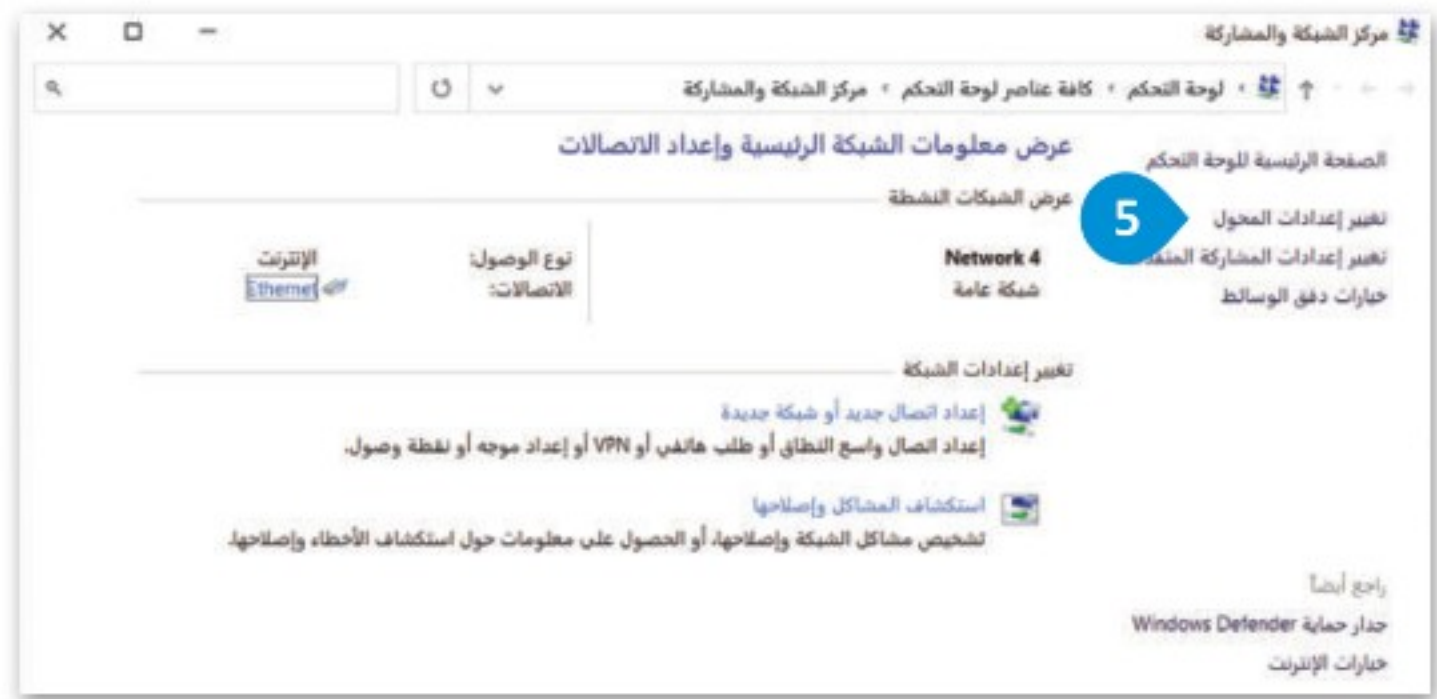 مركز الشبكة والمشاركة
لوحة التحكم › كافة عناصر لوحة التحكم › مركز الشبكة والمشاركة
الصفحة الرئيسية للوحة التحكم
تغيير إعدادات المحول
5
تغيير إعدادات المشاركة
خيارات دفق الوسائط
عرض معلومات الشبكة الرئيسية وإعداد الاتصالات
عرض الشبكات النشطة
Network 4
شبكة عامة
نوع الوصول: الإنترنت
الاتصالات: Ethernet
تغيير إعدادات الشبكة
إعداد اتصال جديد أو شبكة جديدة
إعداد اتصال واسع النطاق أو طلب هاتفي أو VPN أو إعداد موجه أو نقطة وصول.
استكشاف المشاكل وإصلاحها
تشخيص مشاكل الشبكة وإصلاحها، أو الحصول على معلومات حول استكشاف الأخطاء وإصلاحها.
راجع أيضاً
جدار حماية Windows Defender
خيارات الإنترنت